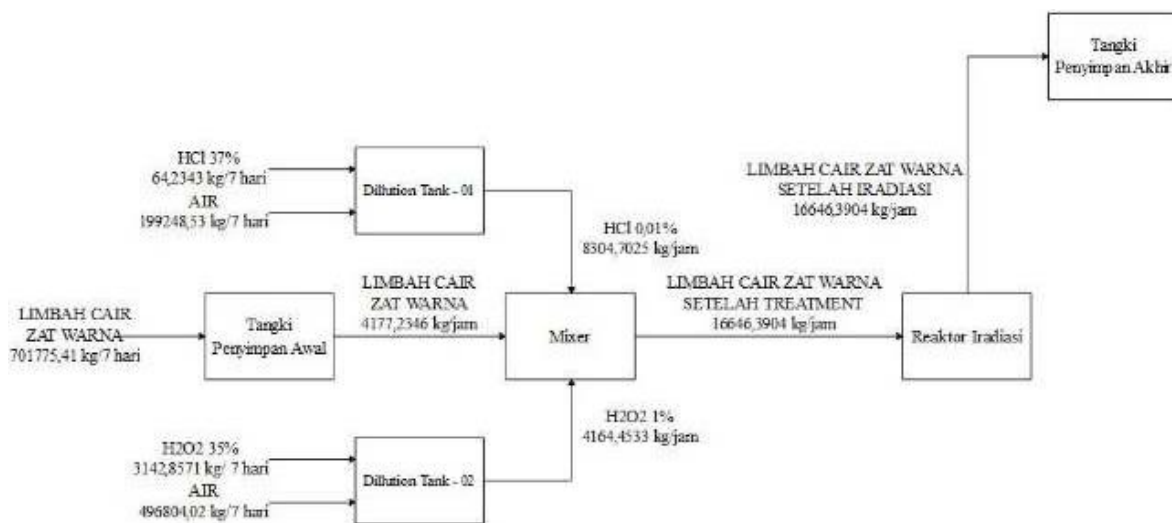 Tangki
Penyimpan Akhir
HCl 37%
64,2343 kg/7 hari
AIR
199248,53 kg/7 hari
Dillution Tank - 01
LIMBAH CAIR ZAT WARNA
SETELAH IRADIASI
16646,3904 kg/jam
HCl 0,01%
8304,7025 kg/jam
LIMBAH CAIR
ZAT WARNA
701775,41 kg/7 hari
Tangki
Penyimpan Awal
LIMBAH CAIR
ZAT WARNA
4177,2346 kg/jam
Mixer
LIMBAH CAIR ZAT WARNA
SETELAH TREATMENT
16646,3904 kg/jam
Reaktor Iradiasi
H2O2 1%
4164,4533 kg/jam
H2O2 35%
3142,8571 kg/ 7 hari
AIR
496804,02 kg/7 hari
Dillution Tank - 02